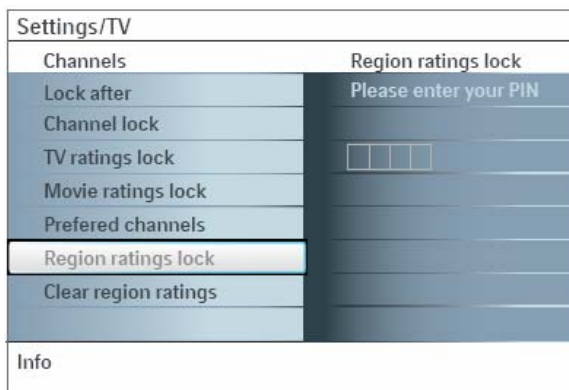 Settings/TV
Channels
Region ratings lock
Lock after
Please enter your PIN
Channel lock
TV ratings lock
Movie ratings lock
Prefered channels
Region ratings lock
Clear region ratings
Info